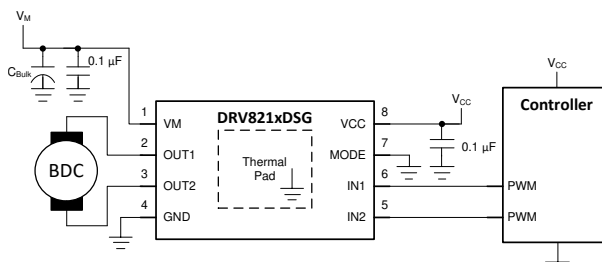 VM
CBulk
0.1 µF
DRV821xDSG
1
VM
2
OUT1
3
OUT2
4
GND
Thermal
Pad
8
VCC
7
MODE
6
IN1
5
IN2
BDC
VCC
0.1 µF
VCC
Controller
PWM
PWM